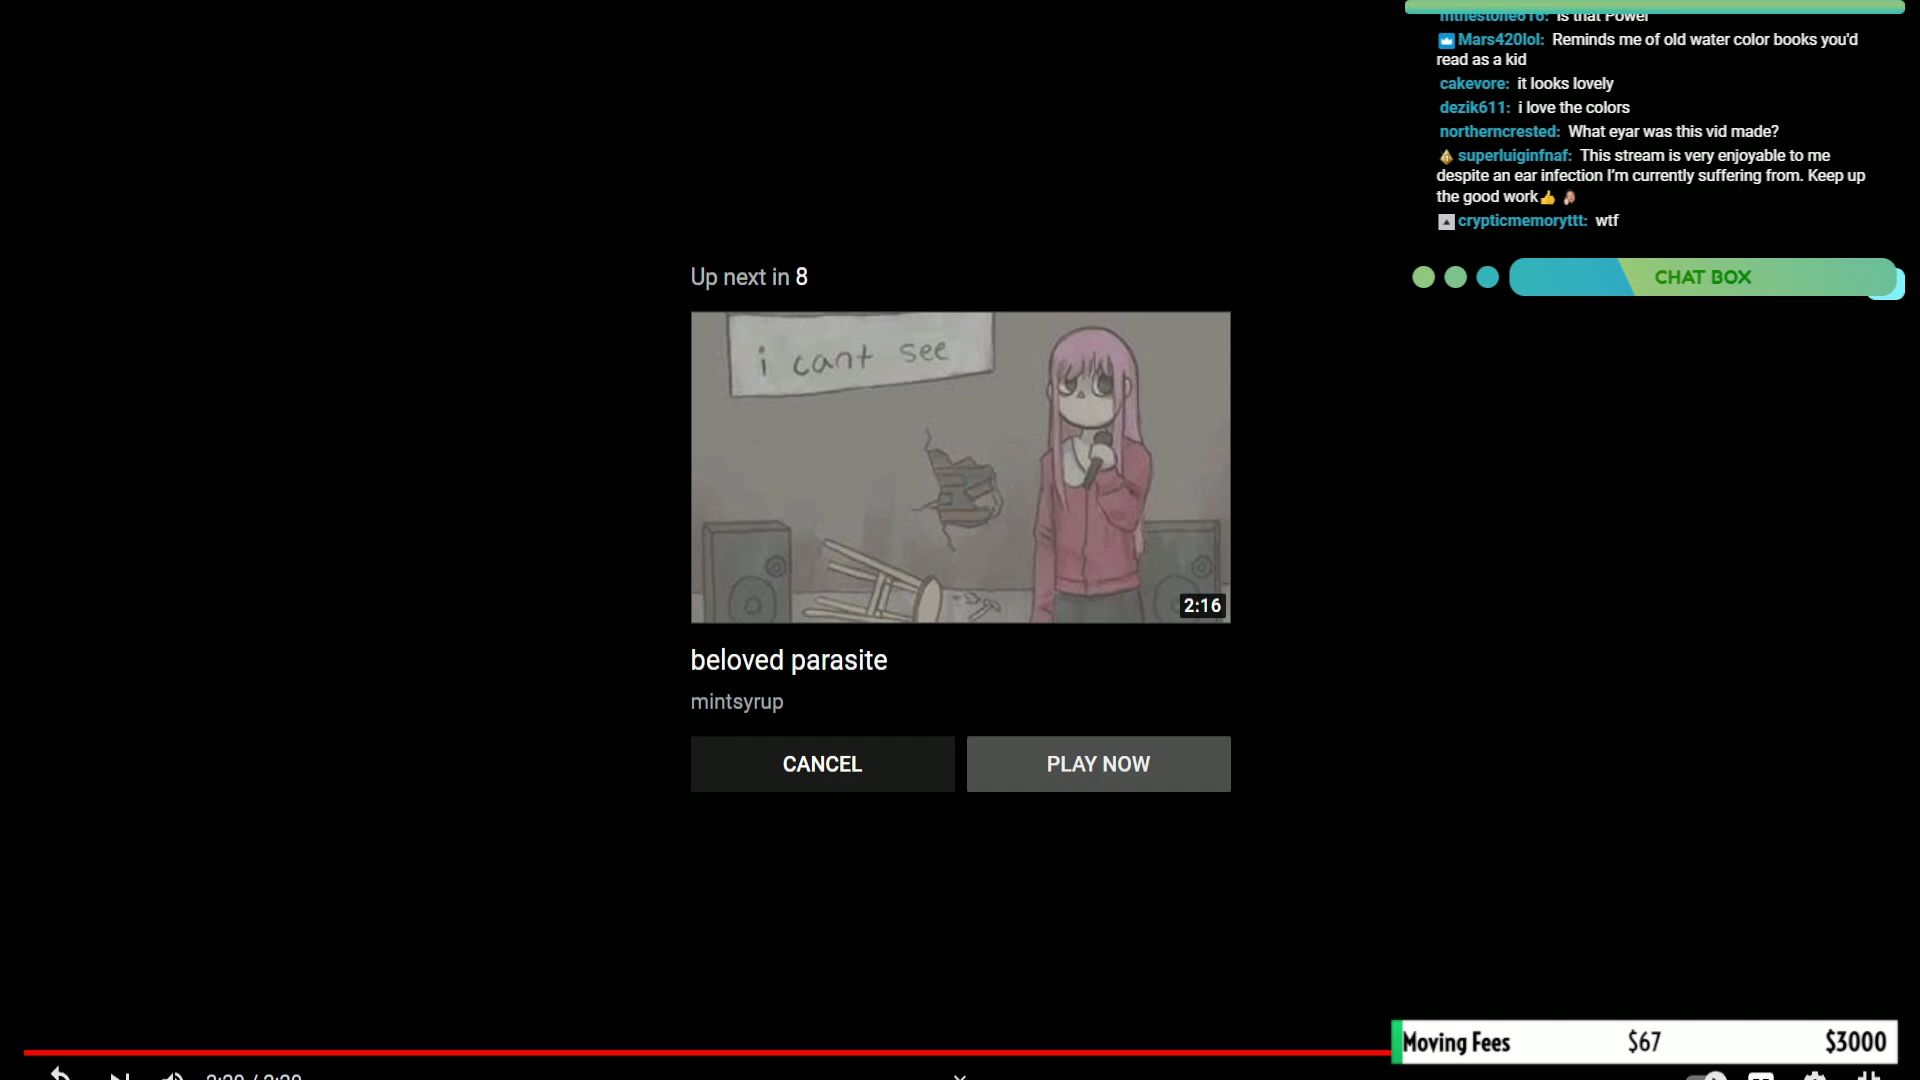 Is that Power
Mars420lol: Reminds me of old water color books you'd
read as a kid
cakevore: it looks lovely
dezik611: i love the colors
northerncrested: What eyar was this vid made?
superluiginfnaf: This stream is very enjoyable to me
despite an ear infection I'm currently suffering from. Keep up
the good work👍 👂
crypticmemoryttt: wtf
CHAT BOX
Up next in 8
i cant see
2:16
beloved parasite
mintsyrup
CANCEL
PLAY NOW
Moving Fees $67 $3000